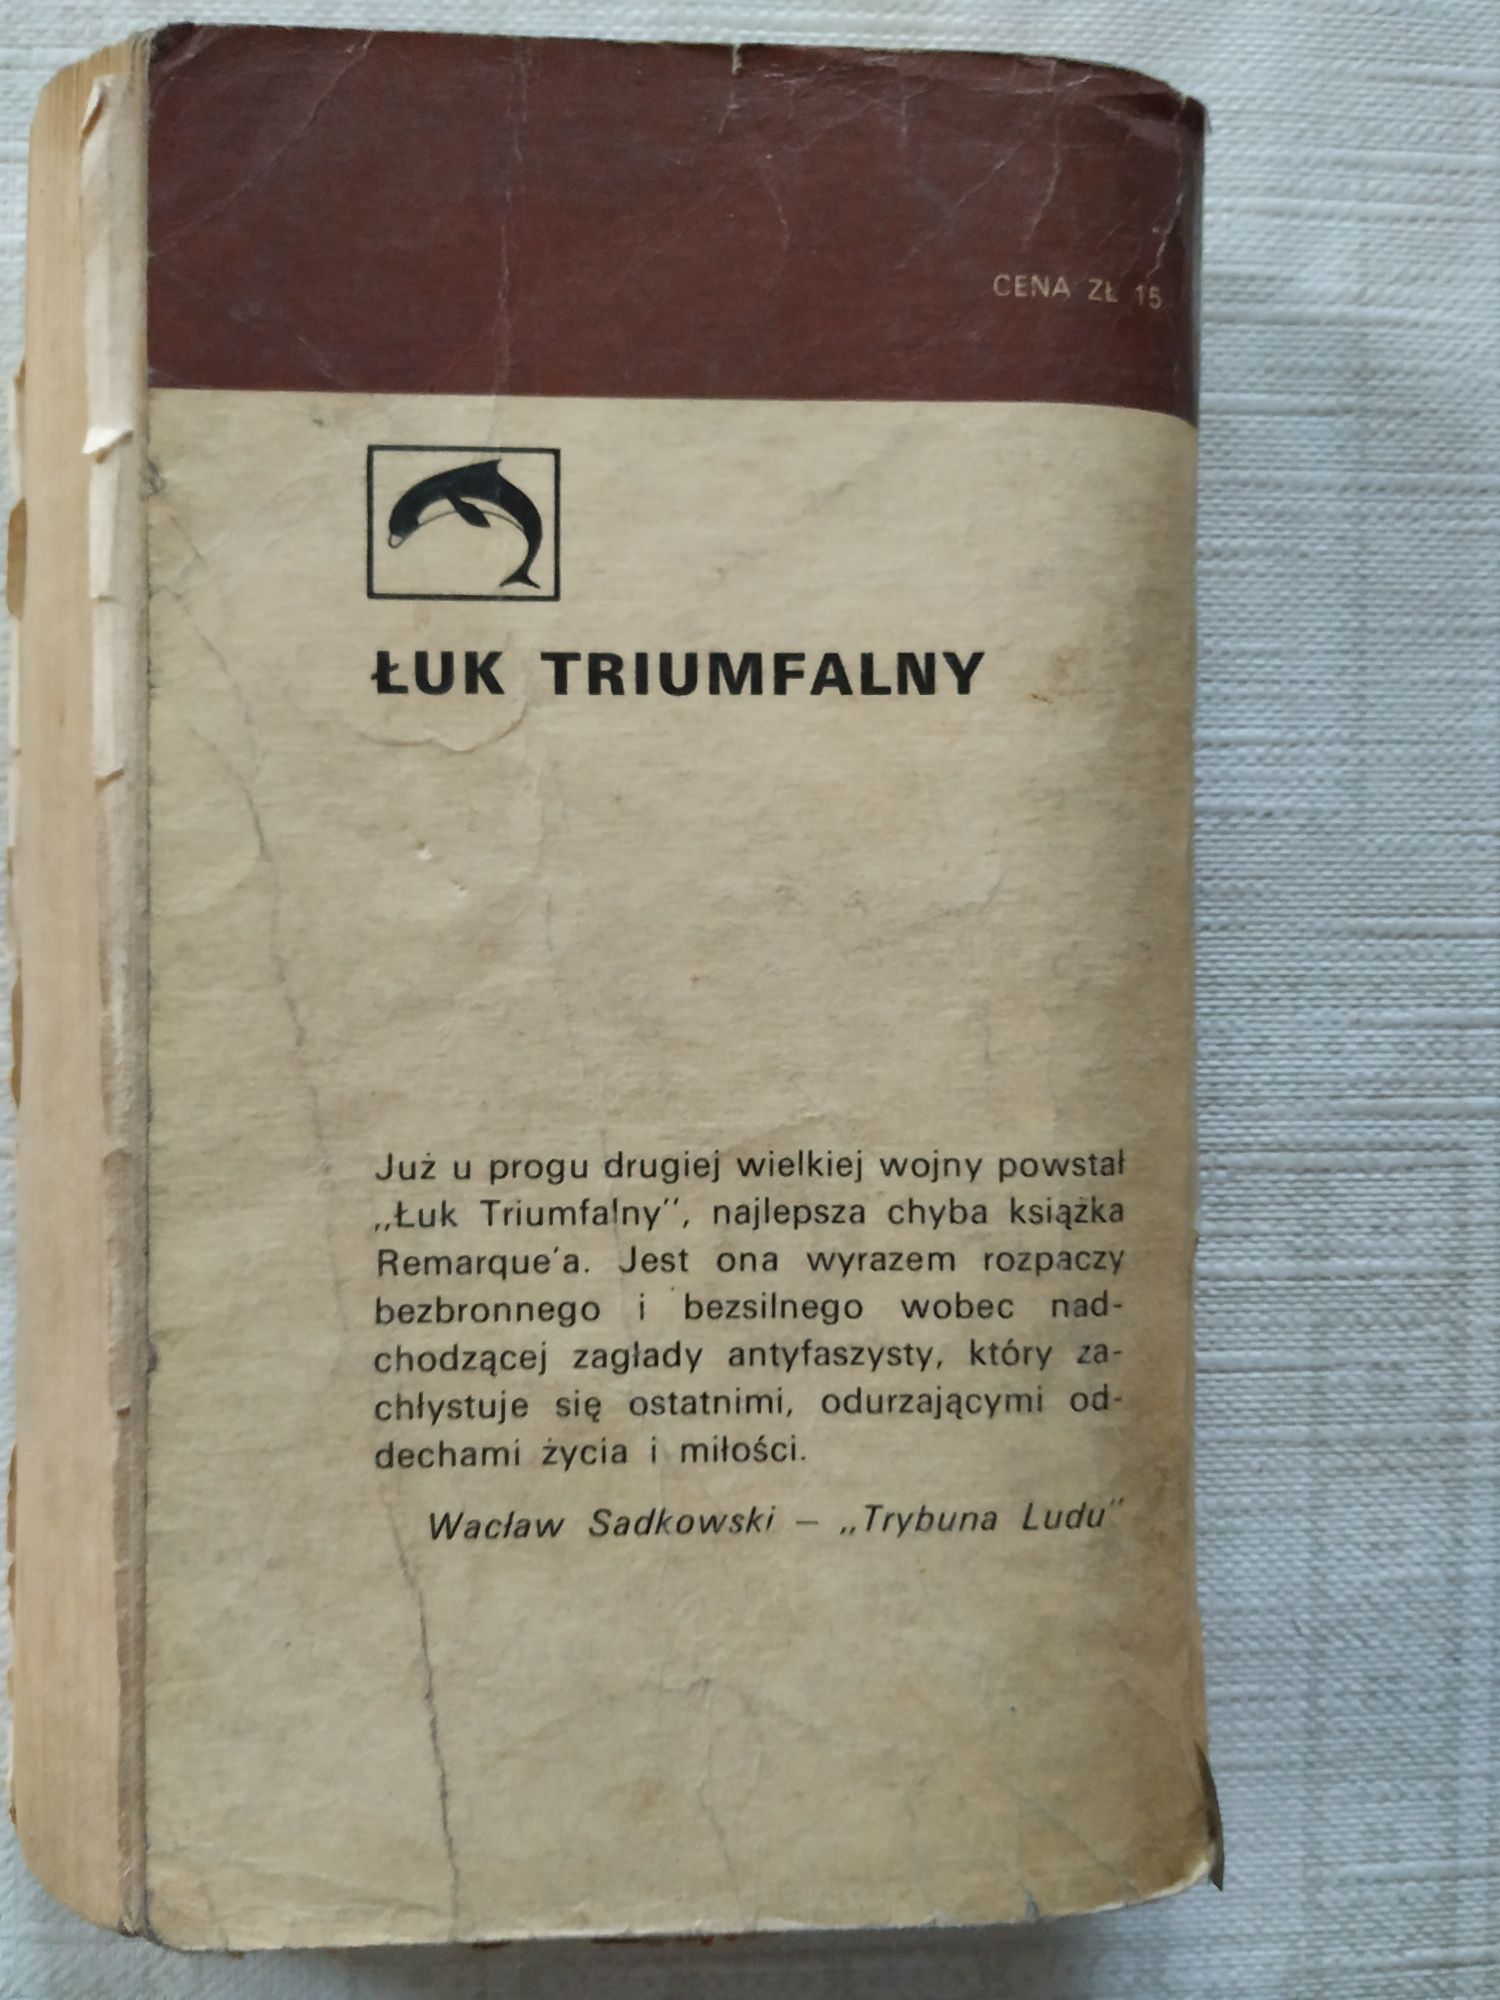 CENA ZŁ 15
ŁUK TRIUMFALNY
Już u progu drugiej wielkiej wojny powstał
„Łuk Triumfalny”, najlepsza chyba książka
Remarque'a. Jest ona wyrazem rozpaczy
bezbronnego i bezsilnego wobec nad-
chodzącej zagłady antyfaszysty, który za-
chłystuje się ostatnimi, odurzającymi od-
dechami życia i miłości.
Wacław Sadkowski – „Trybuna Ludu”